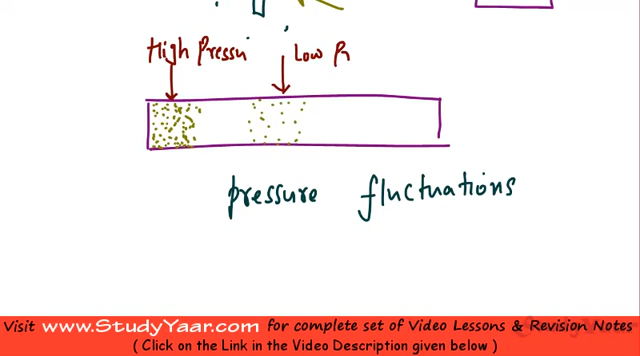 High Pressu
Low P
pressure fluctuations
Visit www.StudyYaar.com for complete set of Video Lessons & Revision Notes
( Click on the Link in the Video Description given below )